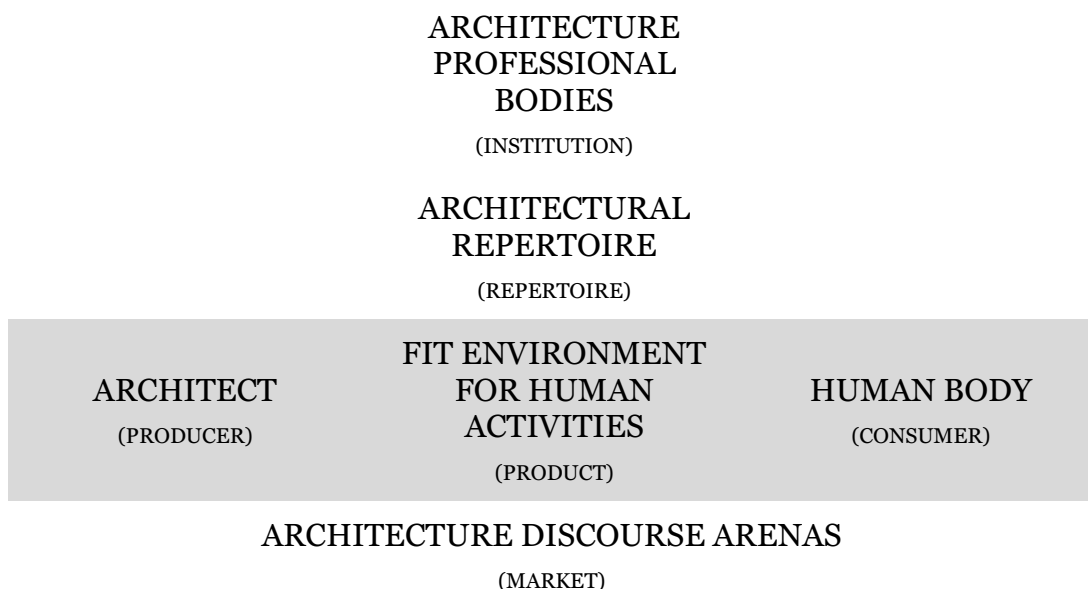 ARCHITECTURE
PROFESSIONAL
BODIES
(INSTITUTION)
ARCHITECTURAL
REPERTOIRE
(REPERTOIRE)
ARCHITECT
(PRODUCER)
FIT ENVIRONMENT
FOR HUMAN
ACTIVITIES
(PRODUCT)
HUMAN BODY
(CONSUMER)
ARCHITECTURE DISCOURSE ARENAS
(MARKET)